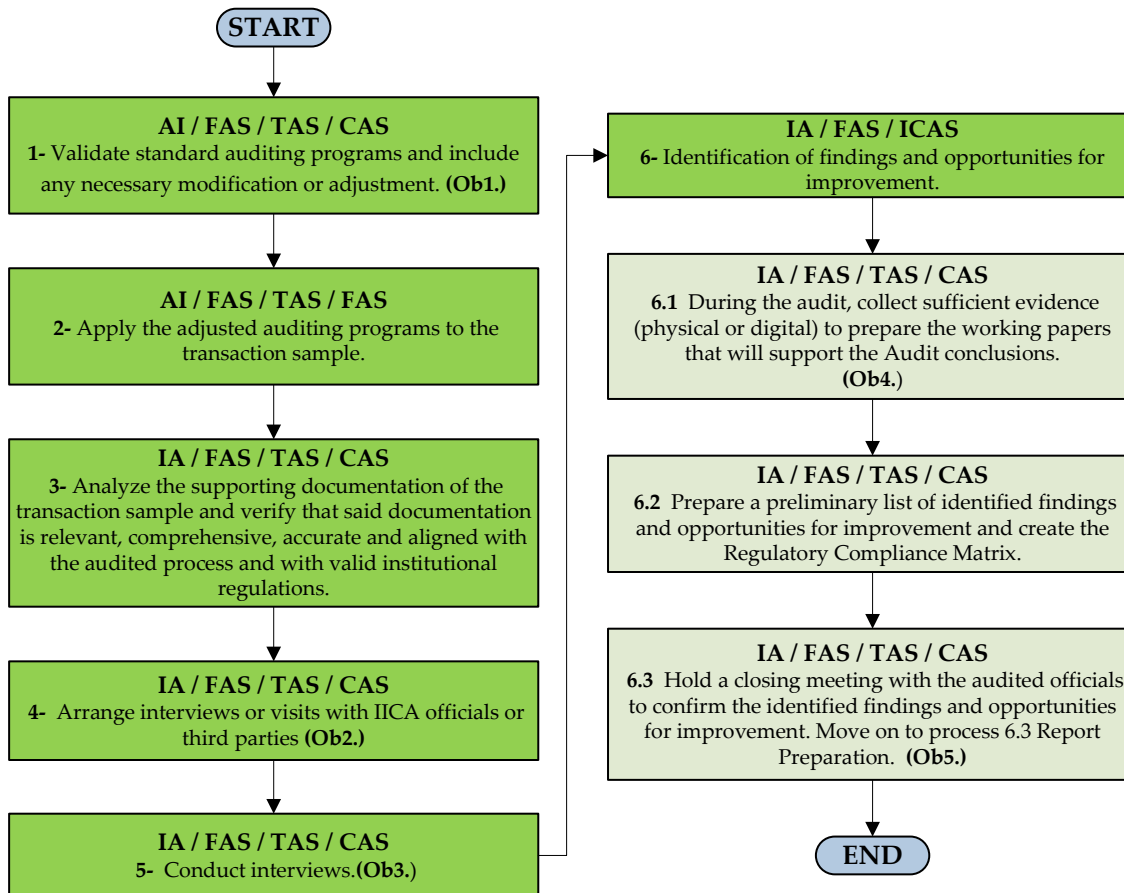 START
AI / FAS / TAS / CAS
1- Validate standard auditing programs and include
any necessary modification or adjustment. (Ob1.)
AI / FAS / TAS / FAS
2- Apply the adjusted auditing programs to the
transaction sample.
IA / FAS / TAS / CAS
3- Analyze the supporting documentation of the
transaction sample and verify that said documentation
is relevant, comprehensive, accurate and aligned with
the audited process and with valid institutional
regulations.
IA / FAS / TAS / CAS
4- Arrange interviews or visits with IICA officials or
third parties (Ob2.)
IA / FAS / TAS / CAS
5- Conduct interviews.(Ob3.)
IA / FAS / ICAS
6- Identification of findings and opportunities for
improvement.
IA / FAS / TAS / CAS
6.1 During the audit, collect sufficient evidence
(physical or digital) to prepare the working papers
that will support the Audit conclusions.
(Ob4.)
IA / FAS / TAS / CAS
6.2 Prepare a preliminary list of identified findings
and opportunities for improvement and create the
Regulatory Compliance Matrix.
IA / FAS / TAS / CAS
6.3 Hold a closing meeting with the audited officials
to confirm the identified findings and opportunities
for improvement. Move on to process 6.3 Report
Preparation. (Ob5.)
END